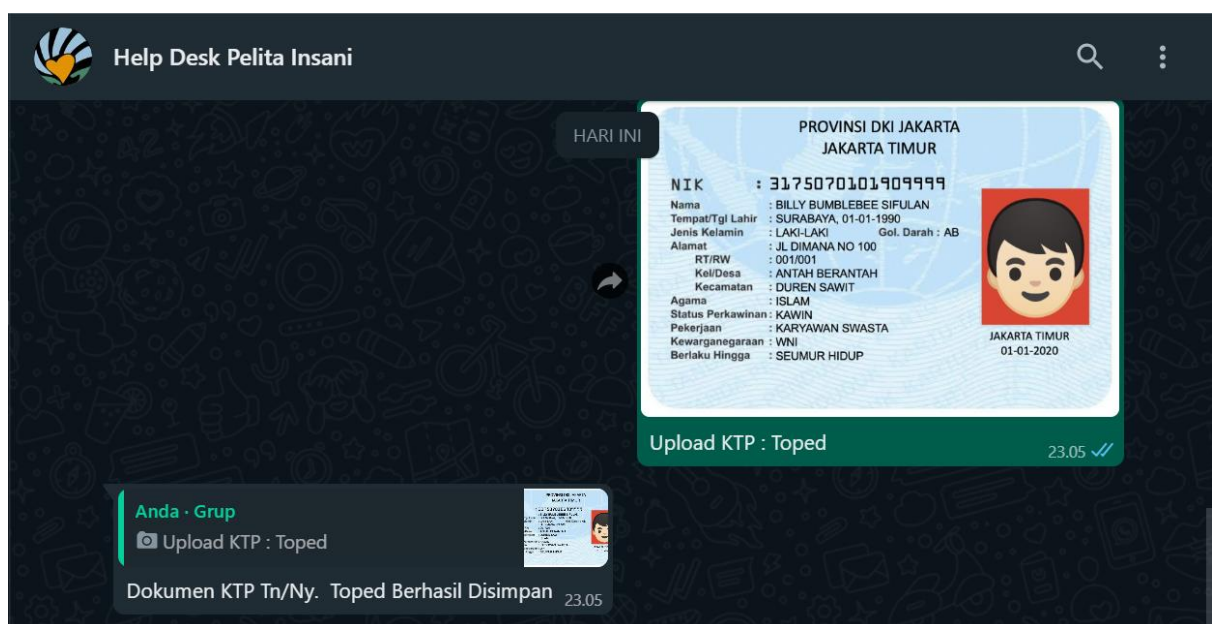 Help Desk Pelita Insani
HARI INI
PROVINSI DKI JAKARTA
JAKARTA TIMUR
NIK : 3175070101909999
Nama : BILLY BUMBLEBEE SIFULAN
Tempat/Tgl Lahir : SURABAYA, 01-01-1990
Jenis Kelamin : LAKI-LAKI Gol. Darah : AB
Alamat : JL DIMANA NO 100
RT/RW : 001/001
Kel/Desa : ANTAH BERANTAH
Kecamatan : DUREN SAWIT
Agama : ISLAM
Status Perkawinan : KAWIN
Pekerjaan : KARYAWAN SWASTA
Kewarganegaraan : WNI
Berlaku Hingga : SEUMUR HIDUP
JAKARTA TIMUR
01-01-2020
Upload KTP : Toped
23.05
Anda · Grup
Upload KTP : Toped
Dokumen KTP Tn/Ny. Toped Berhasil Disimpan 23.05